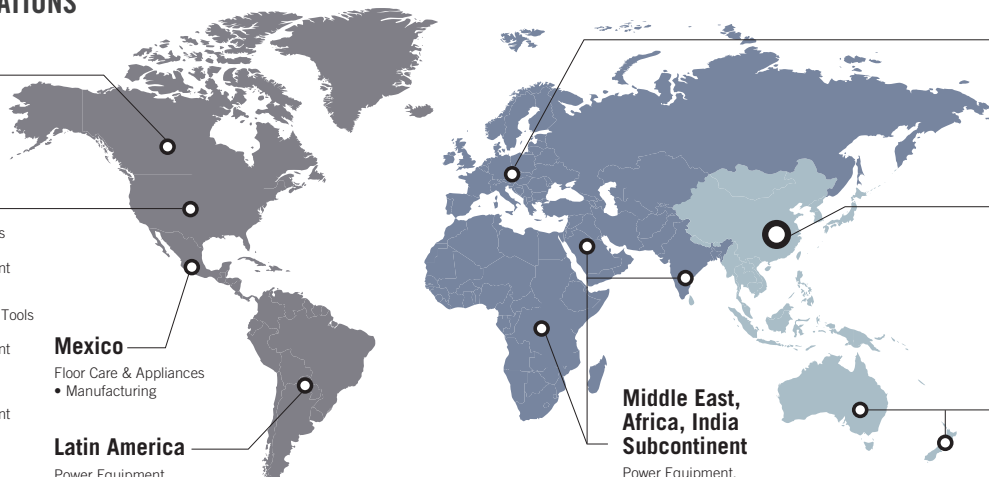 ATIONS
s
nt
Tools
nt
nt
Mexico
Floor Care & Appliances
• Manufacturing
Latin America
Power Equipment
Middle East,
Africa, India
Subcontinent
Power Equipment,